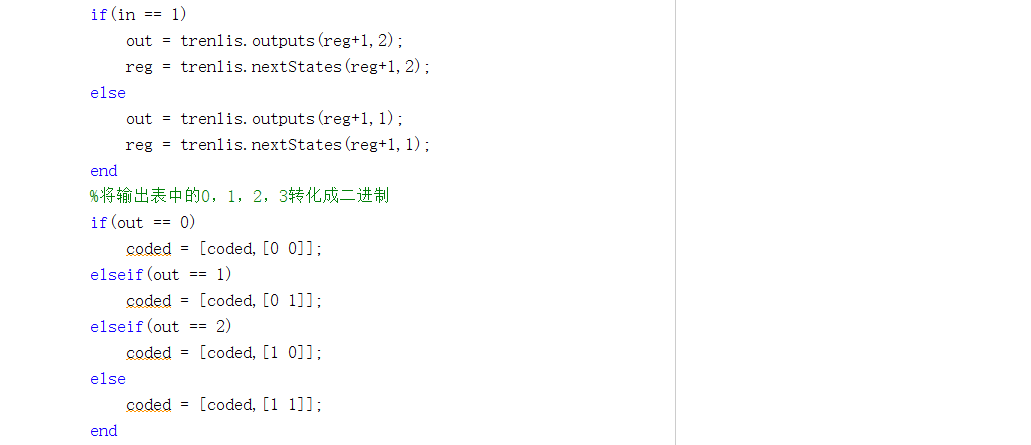 if(in == 1)
    out = trenlis.outputs(reg+1,2);
    reg = trenlis.nextStates(reg+1,2);
else
    out = trenlis.outputs(reg+1,1);
    reg = trenlis.nextStates(reg+1,1);
end
%将输出表中的0，1，2，3转化成二进制
if(out == 0)
    coded = [coded,[0 0]];
elseif(out == 1)
    coded = [coded,[0 1]];
elseif(out == 2)
    coded = [coded,[1 0]];
else
    coded = [coded,[1 1]];
end